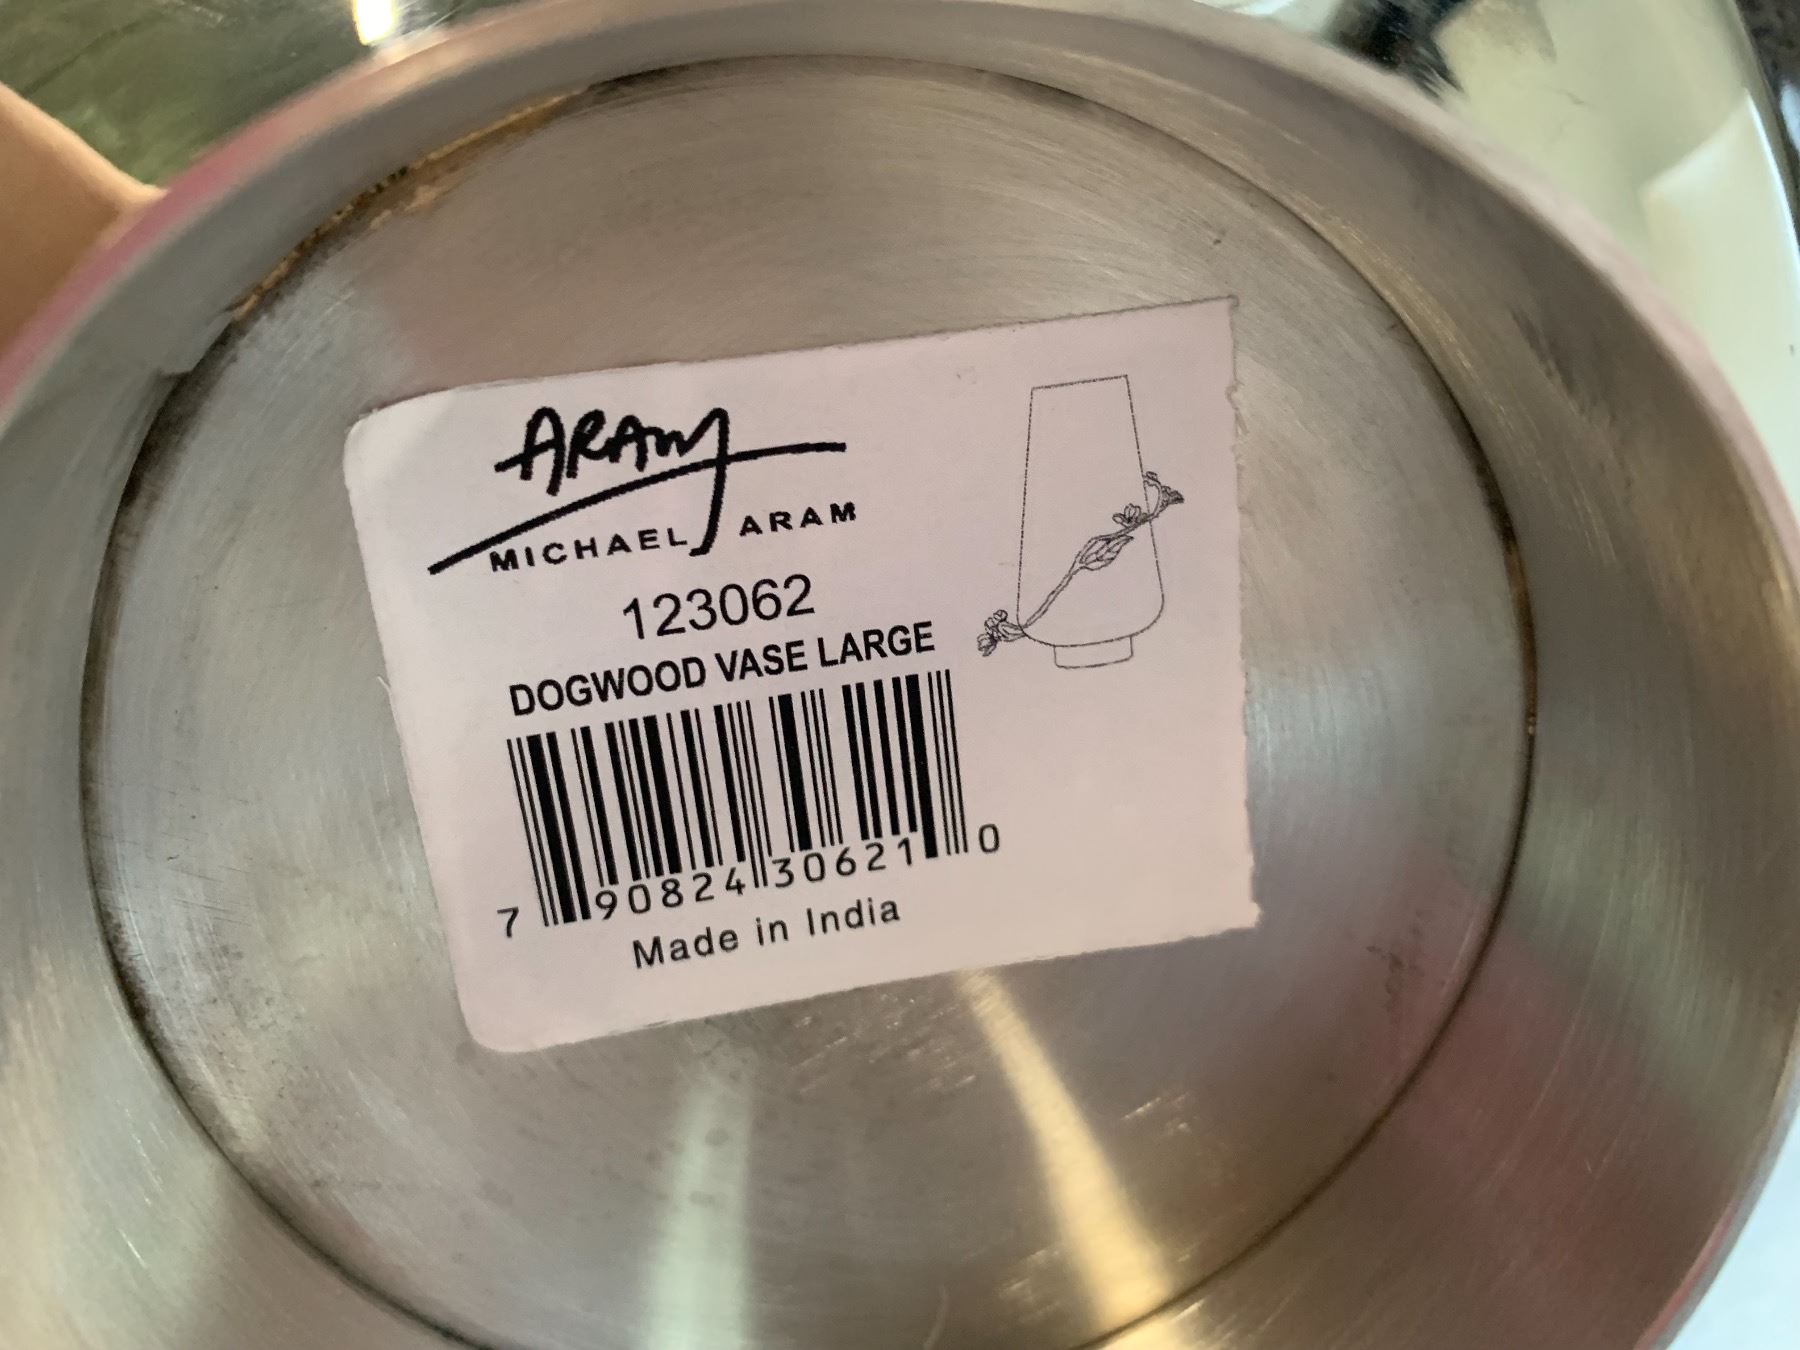 ARAM
MICHAEL ARAM
123062
DOGWOOD VASE LARGE
7 90824 30621 0
Made in India